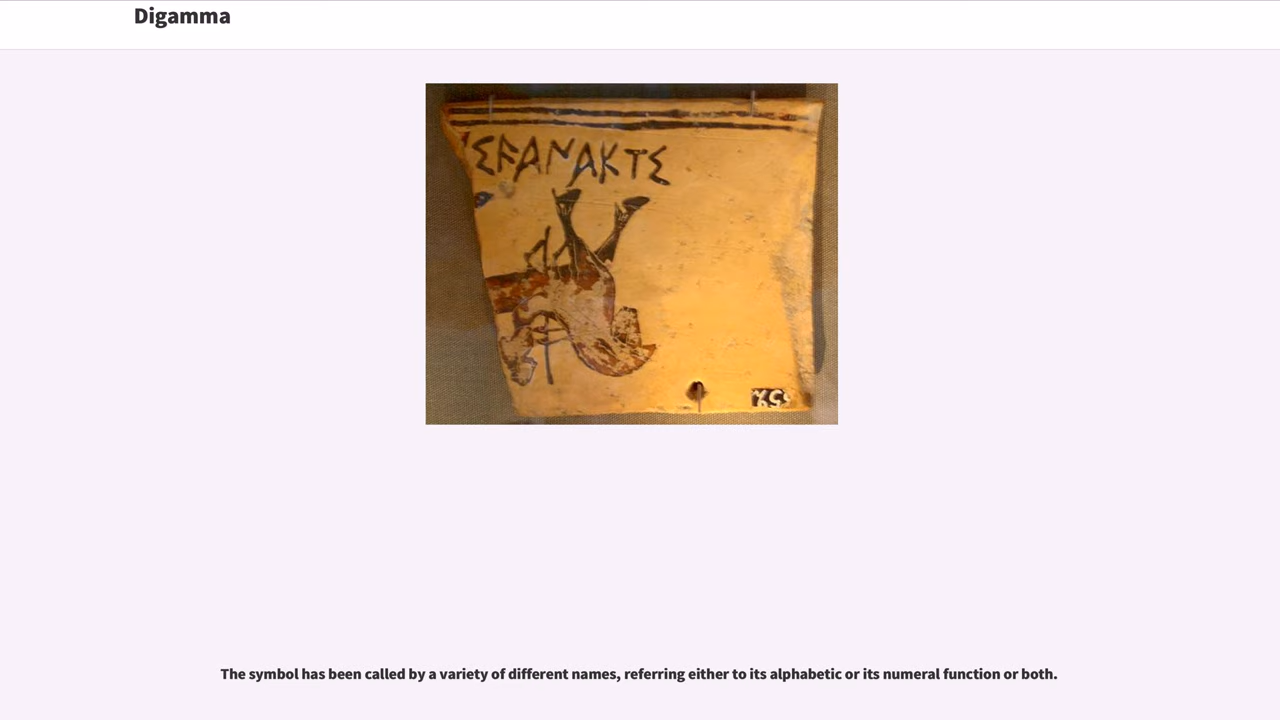 Digamma
ΣϜΑΝΑΚΤΣ
The symbol has been called by a variety of different names, referring either to its alphabetic or its numeral function or both.